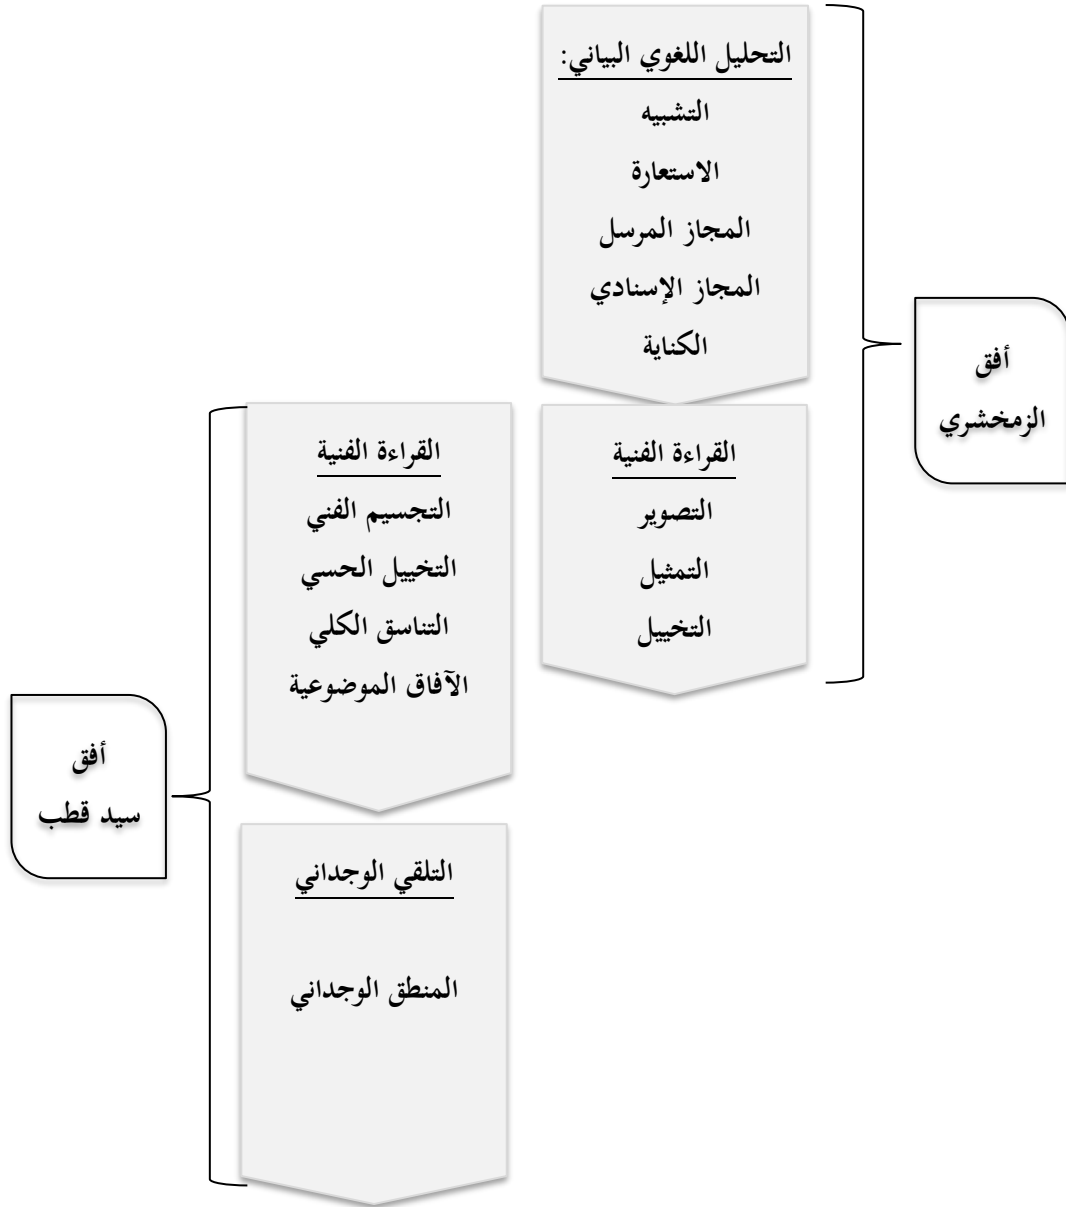 التحليل اللغوي البياني:
التشبيه
الاستعارة
المجاز المرسل
المجاز الإسنادي
الكناية
أفق
الزمخشري
القراءة الفنية
التصوير
التمثيل
التخييل
القراءة الفنية
التجسيم الفني
التخييل الحسي
التناسق الكلي
الآفاق الموضوعية
أفق
سيد قطب
التلقي الوجداني
المنطق الوجداني